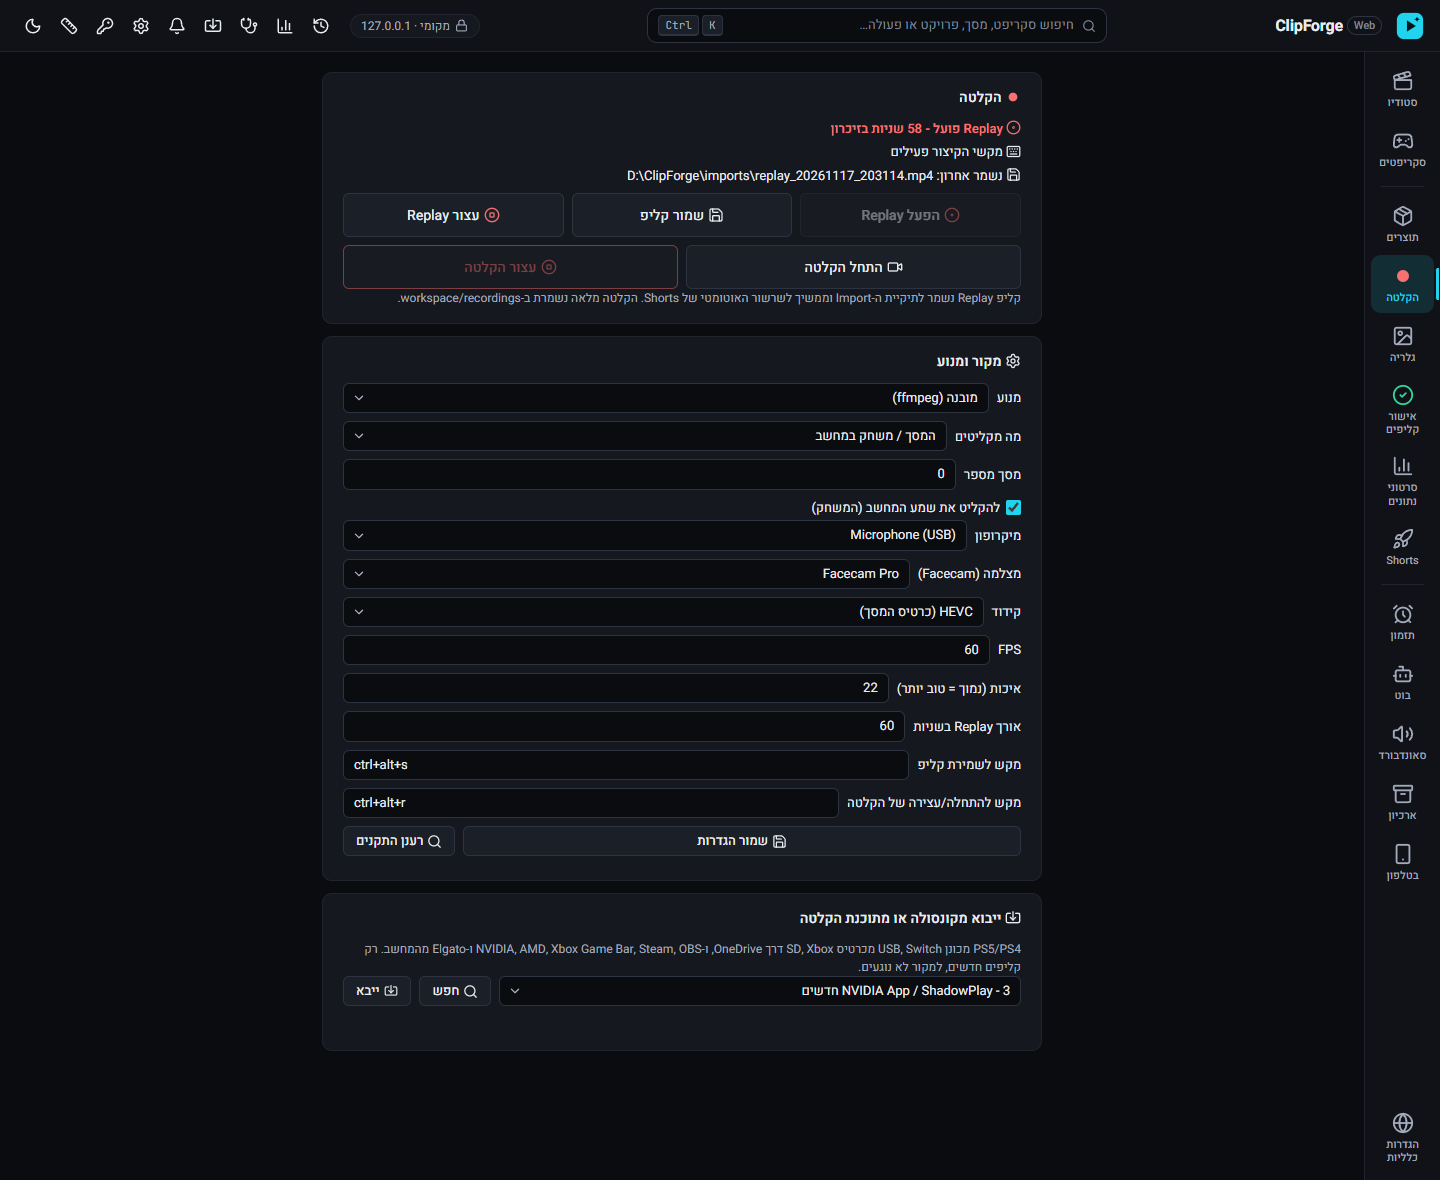 ClipForge Web
חיפוש סקריפט, מסך, פרויקט או פעולה...
Ctrl K
מקומי · 127.0.0.1
סטודיו
סקריפטים
תוצרים
הקלטה
גלריה
אישור
קליפים
סרטוני
נתונים
Shorts
תזמון
בוט
סאונדבורד
ארכיון
בטלפון
הגדרות
כלליות
הקלטה
Replay פועל - 58 שניות בזיכרון
מקשי הקיצור פעילים
נשמר אחרון: D:\ClipForge\imports\replay_20261117_203114.mp4
הפעל Replay
שמור קליפ
עצור Replay
התחל הקלטה
עצור הקלטה
קליפ Replay נשמר לתיקיית ה-Import וממשיך לשרשור האוטומטי של Shorts. הקלטה מלאה נשמרת ב-workspace/recordings.
מקור ומנוע
מנוע מובנה (ffmpeg)
מה מקליטים המסך / משחק במחשב
מסך מספר 0
להקליט את שמע המחשב (המשחק)
מיקרופון Microphone (USB)
מצלמה (Facecam) Facecam Pro
קידוד HEVC (כרטיס המסך)
FPS 60
איכות (נמוך = טוב יותר) 22
אורך Replay בשניות 60
מקש לשמירת קליפ ctrl+alt+s
מקש להתחלה/עצירה של הקלטה ctrl+alt+r
שמור הגדרות
רענן התקנים
ייבוא מקונסולה או מתוכנת הקלטה
PS5/PS4 מכונן USB, Switch מכרטיס SD, Xbox דרך OneDrive, ו-NVIDIA, AMD, Xbox Game Bar, Steam, OBS ו-Elgato מהמחשב. רק
קליפים חדשים, למקור לא נוגעים.
NVIDIA App / ShadowPlay - 3 חדשים
חפש
ייבא